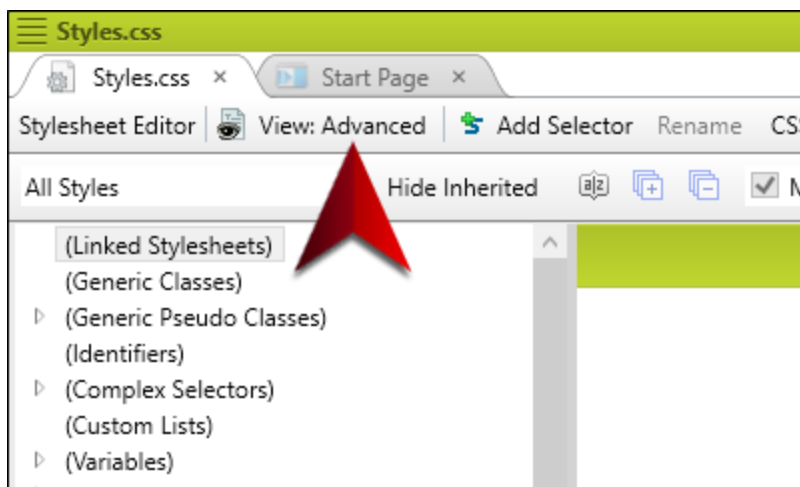 Styles.css
Styles.css × Start Page ×
Stylesheet Editor View: Advanced Add Selector Rename CSS
All Styles Hide Inherited a z
(Linked Stylesheets)
(Generic Classes)
(Generic Pseudo Classes)
(Identifiers)
(Complex Selectors)
(Custom Lists)
(Variables)